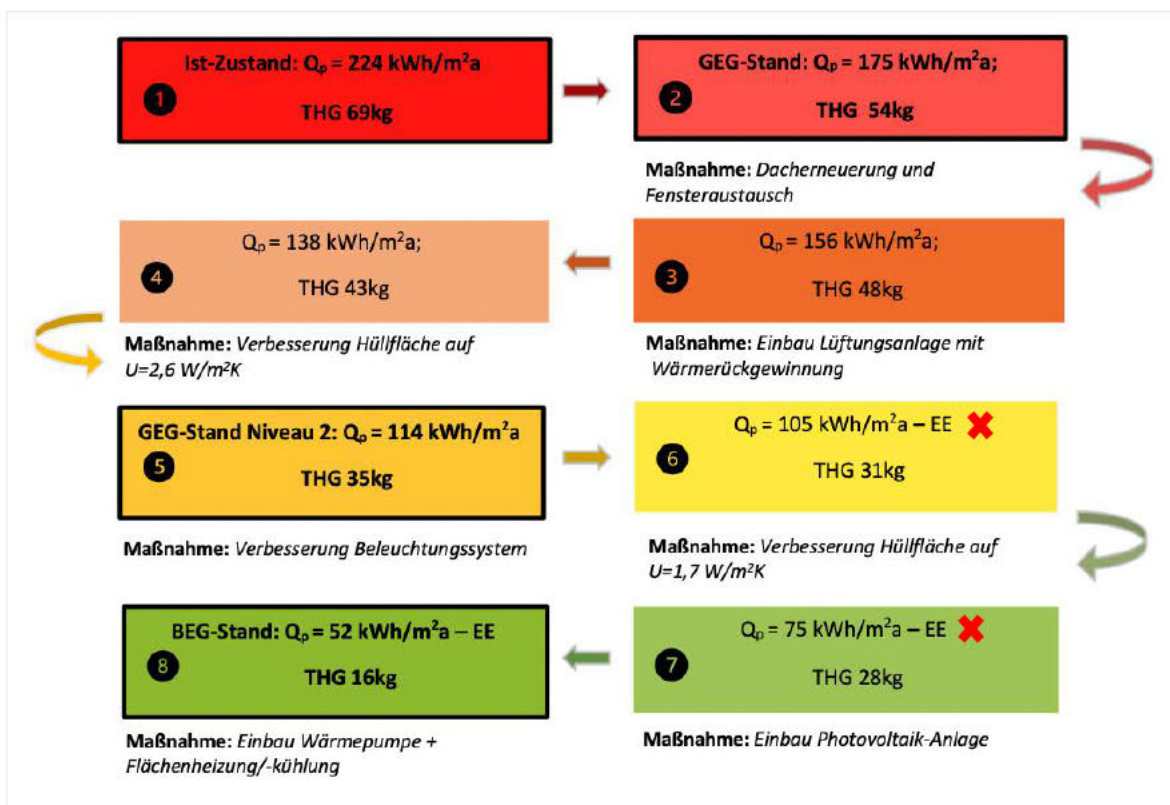 Ist-Zustand: Qₚ = 224 kWh/m²a
1
THG 69kg
GEG-Stand: Qₚ = 175 kWh/m²a;
2
THG 54kg
Maßnahme: Dacherneuerung und
Fensteraustausch
Qₚ = 156 kWh/m²a;
3
THG 48kg
Maßnahme: Einbau Lüftungsanlage mit
Wärmerückgewinnung
Qₚ = 138 kWh/m²a;
4
THG 43kg
Maßnahme: Verbesserung Hüllfläche auf
U=2,6 W/m²K
GEG-Stand Niveau 2: Qₚ = 114 kWh/m²a
5
THG 35kg
Maßnahme: Verbesserung Beleuchtungssystem
Qₚ = 105 kWh/m²a – EE
6
THG 31kg
Maßnahme: Verbesserung Hüllfläche auf
U=1,7 W/m²K
Qₚ = 75 kWh/m²a – EE
7
THG 28kg
Maßnahme: Einbau Photovoltaik-Anlage
BEG-Stand: Qₚ = 52 kWh/m²a – EE
8
THG 16kg
Maßnahme: Einbau Wärmepumpe +
Flächenheizung/-kühlung